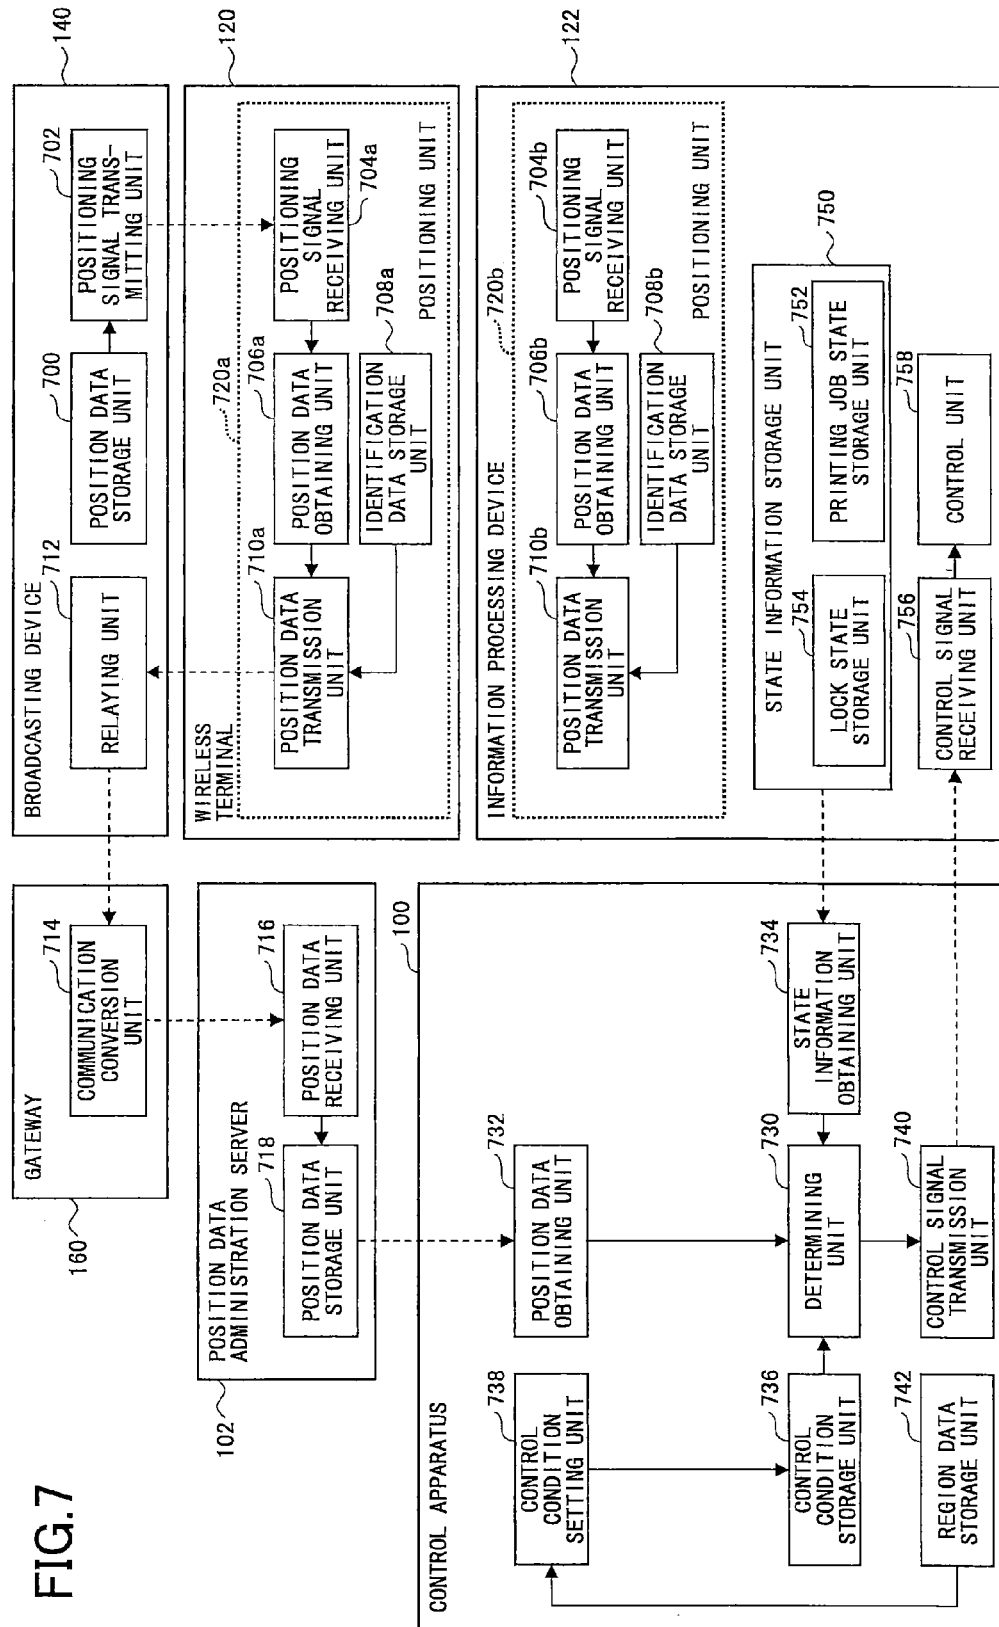 FIG.7
GATEWAY
160
714
COMMUNICATION
CONVERSION
UNIT
BROADCASTING DEVICE
140
712
RELAYING UNIT
700
POSITION DATA
STORAGE UNIT
702
POSITIONING
SIGNAL TRANS-
MITTING UNIT
POSITION DATA
ADMINISTRATION SERVER
102
718
POSITION DATA
STORAGE UNIT
716
POSITION DATA
RECEIVING UNIT
WIRELESS
TERMINAL
120
720a
710a
POSITION DATA
TRANSMISSION
UNIT
706a
POSITION DATA
OBTAINING UNIT
POSITIONING
SIGNAL
RECEIVING UNIT
704a
708a
IDENTIFICATION
DATA STORAGE
UNIT
POSITIONING UNIT
CONTROL APPARATUS
100
738
CONTROL
CONDITION
SETTING UNIT
732
POSITION DATA
OBTAINING UNIT
736
CONTROL
CONDITION
STORAGE UNIT
730
DETERMINING
UNIT
734
STATE
INFORMATION
OBTAINING UNIT
742
REGION DATA
STORAGE UNIT
740
CONTROL SIGNAL
TRANSMISSION
UNIT
INFORMATION PROCESSING DEVICE
122
720b
710b
POSITION DATA
TRANSMISSION
UNIT
706b
POSITION DATA
OBTAINING UNIT
704b
POSITIONING
SIGNAL
RECEIVING UNIT
708b
IDENTIFICATION
DATA STORAGE
UNIT
POSITIONING UNIT
STATE INFORMATION STORAGE UNIT
750
754
LOCK STATE
STORAGE UNIT
752
PRINTING JOB STATE
STORAGE UNIT
756
CONTROL SIGNAL
RECEIVING UNIT
758
CONTROL UNIT